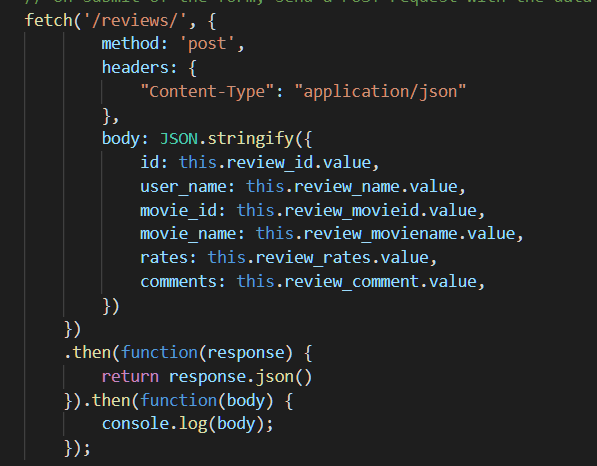 // on submit of the form, send a POST request with the data
fetch('/reviews/', {
method: 'post',
headers: {
"Content-Type": "application/json"
},
body: JSON.stringify({
id: this.review_id.value,
user_name: this.review_name.value,
movie_id: this.review_movieid.value,
movie_name: this.review_moviename.value,
rates: this.review_rates.value,
comments: this.review_comment.value,
})
})
.then(function(response) {
return response.json()
}).then(function(body) {
console.log(body);
});